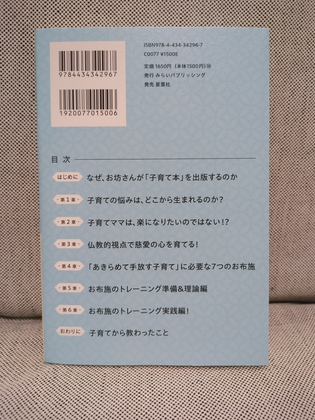 ISBN978-4-434-34296-7
C0077 ¥1500E
定価 1650円 (本体1500円)⑩
発行 みらいパブリッシング
発売 星雲社
9784434342967
1920077015006
目 次
はじめに なぜ、お坊さんが「子育て本」を出版するのか
第1章 子育ての悩みは、どこから生まれるのか?
第2章 子育てママは、楽になりたいのではない!?
第3章 仏教的視点で慈愛の心を育てる!
第4章 「あきらめて手放す子育て」に必要な7つのお布施
第5章 お布施のトレーニング準備&理論編
第6章 お布施のトレーニング実践編!
おわりに 子育てから教わったこと